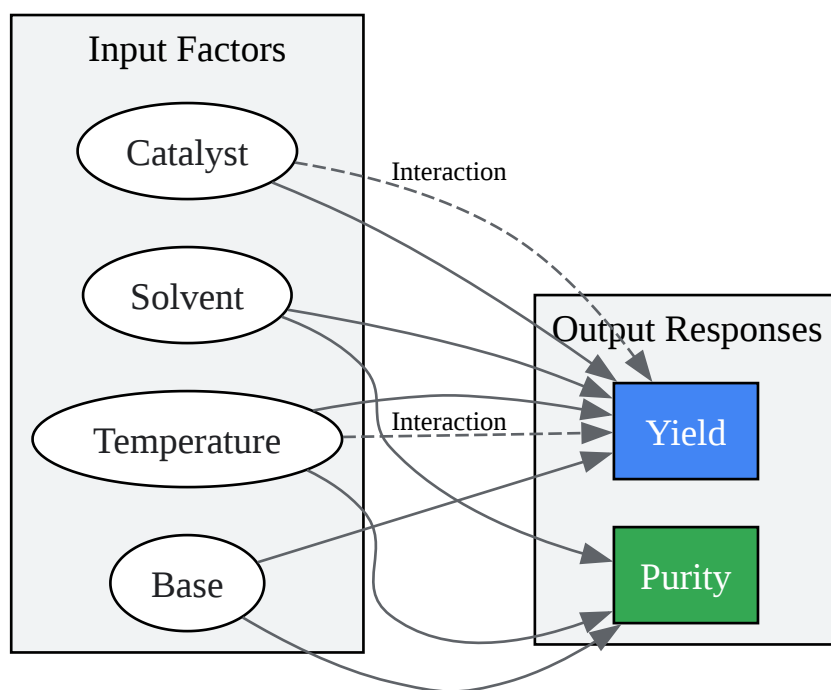 Input Factors
Catalyst
Interaction
Solvent
Output Responses
Temperature
Interaction
Yield
Base
Purity